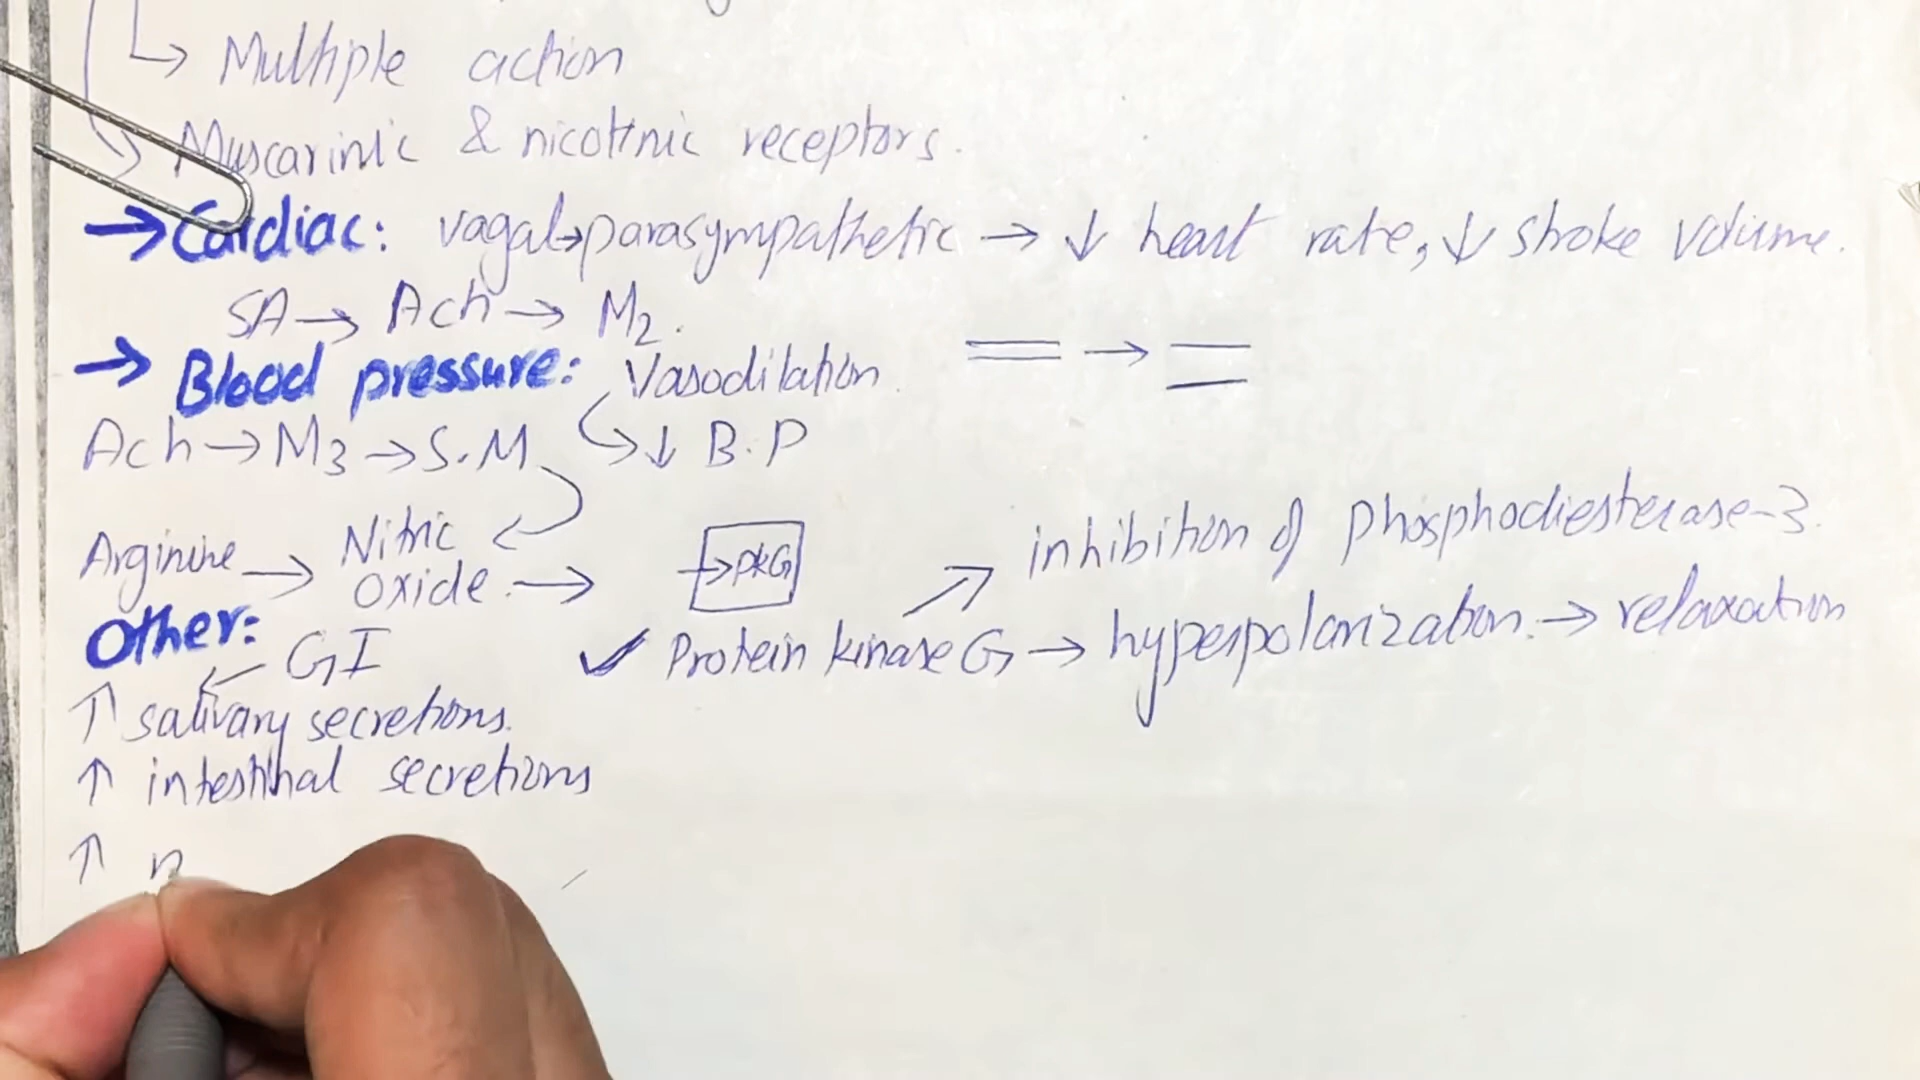 ↳ Multiple action
↳ Muscarinic & nicotinic receptors.
→ Cardiac: vagal→parasympathetic → ↓ heart rate, ↓ stroke volume.
SA → Ach → M2.
→ Blood pressure: Vasodilation
Ach → M3 → S.M ↓ B.P
Arginine → Nitric oxide →
→PKG
inhibition of phosphodiesterase-3.
✓ Protein kinase G → hyperpolarization. → relaxation
Other:
GI
↑ salivary secretions.
↑ intestinal secretions
↑